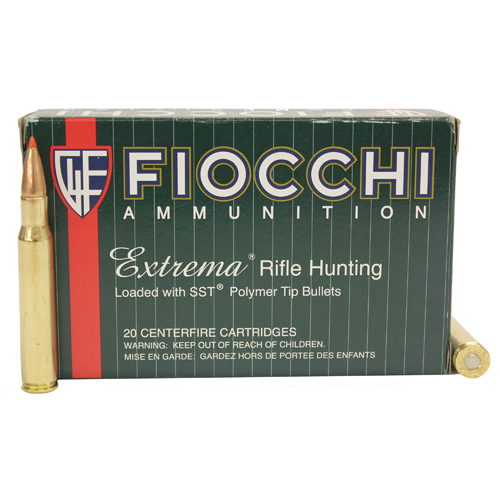 GFL
FIOCCHI
AMMUNITION
Extrema® Rifle Hunting
Loaded with SST® Polymer Tip Bullets
20 CENTERFIRE CARTRIDGES
WARNING: KEEP OUT OF REACH OF CHILDREN.
MISE EN GARDE: GARDEZ HORS DE PORTEE DES ENFANTS